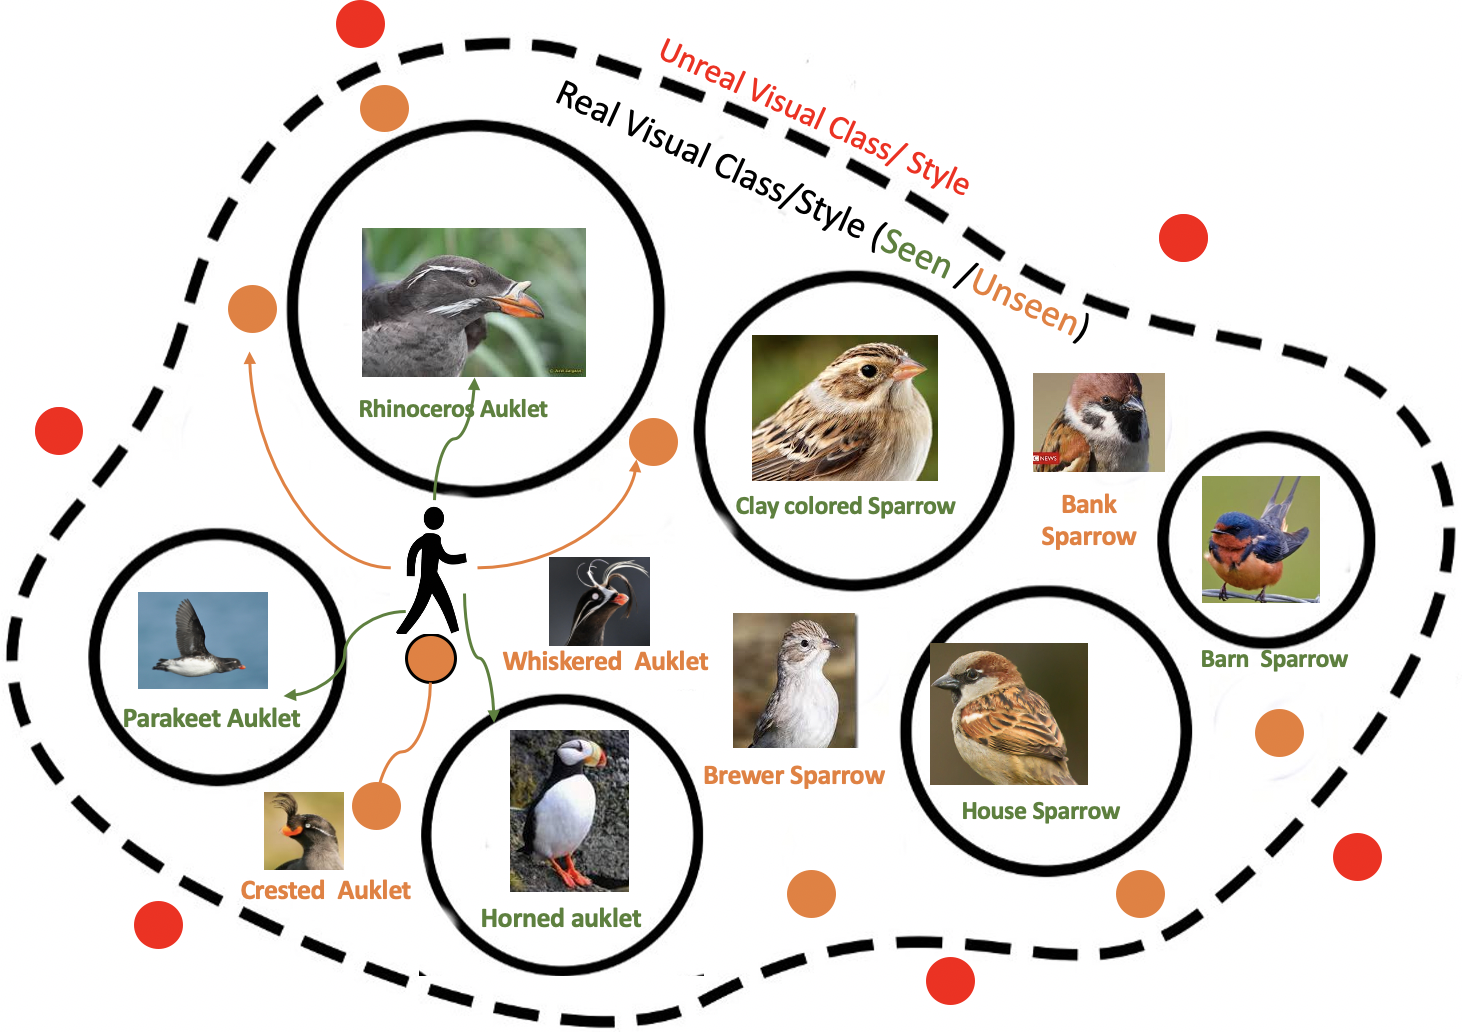 Unreal Visual Class/ Style
Real Visual Class/Style (Seen /Unseen)
Rhinoceros Auklet
Clay colored Sparrow
NEWS
Bank
Sparrow
Barn Sparrow
Whiskered Auklet
Parakeet Auklet
Brewer Sparrow
House Sparrow
Crested Auklet
Horned auklet